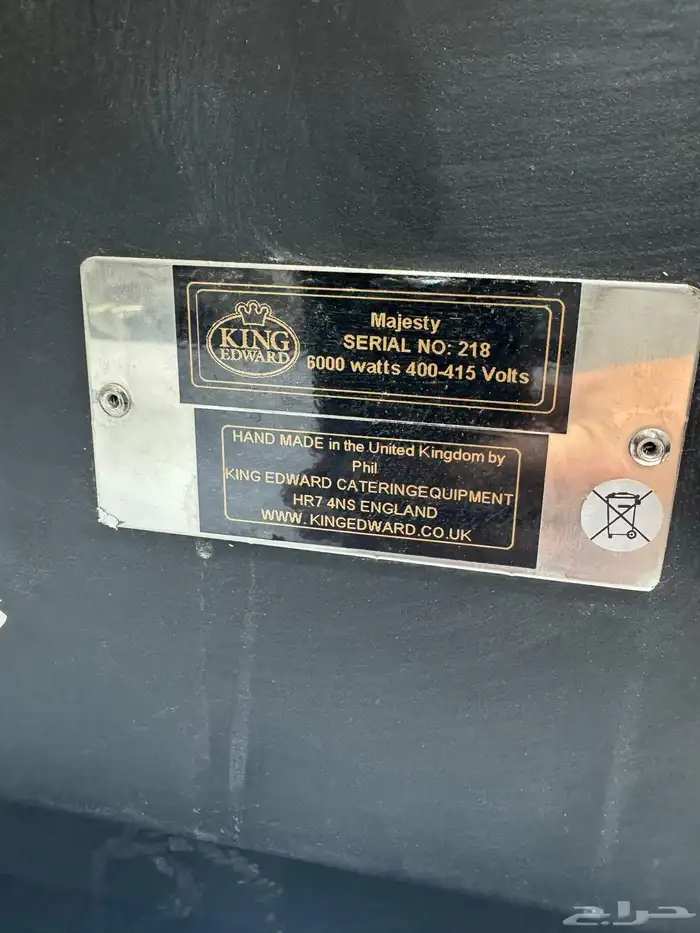 KING
EDWARD
Majesty
SERIAL NO: 218
6000 watts 400-415 Volts
HAND MADE in the United Kingdom by
Phil
KING EDWARD CATERINGEQUIPMENT
HR7 4NS ENGLAND
WWW. KINGEDWARD.CO.UK
حراج